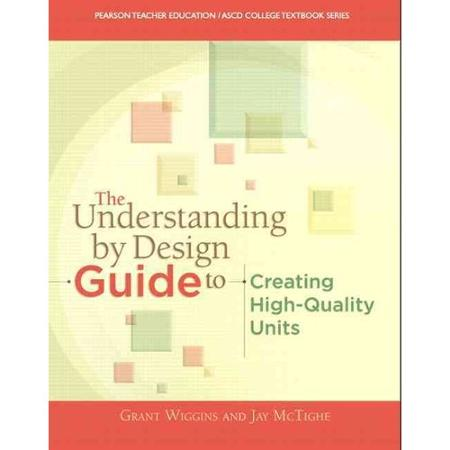 PEARSON TEACHER EDUCATION / ASCD COLLEGE TEXTBOOK SERIES
The
Understanding
by Design
Guide to
Creating
High-Quality
Units
GRANT WIGGINS AND JAY MCTIGHE